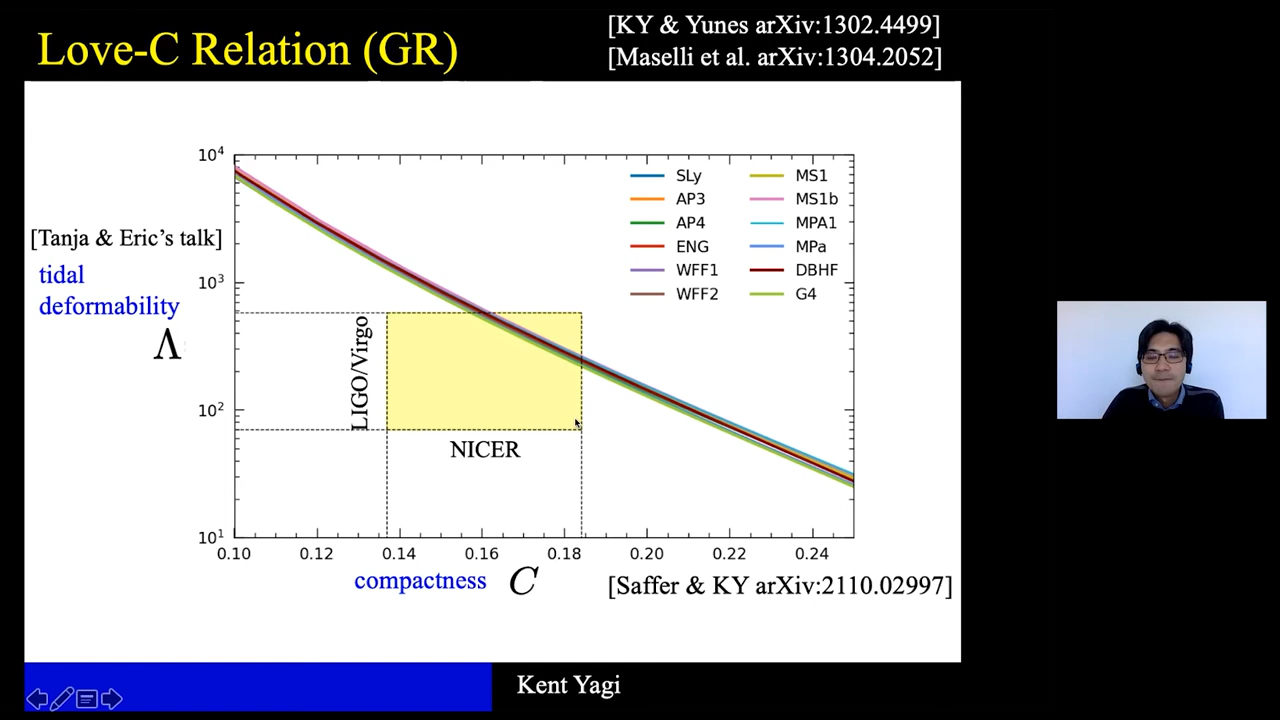 Love-C Relation (GR)
[KY & Yunes arXiv:1302.4499]
[Maselli et al. arXiv:1304.2052]
[Tanja & Eric's talk]
tidal
deformability
Λ
10⁴
10³
10²
10¹
SLy
AP3
AP4
ENG
WFF1
WFF2
MS1
MS1b
MPA1
MPa
DBHF
G4
LIGO/Virgo
NICER
0.10 0.12 0.14 0.16 0.18 0.20 0.22 0.24
compactness C
[Saffer & KY arXiv:2110.02997]
Kent Yagi